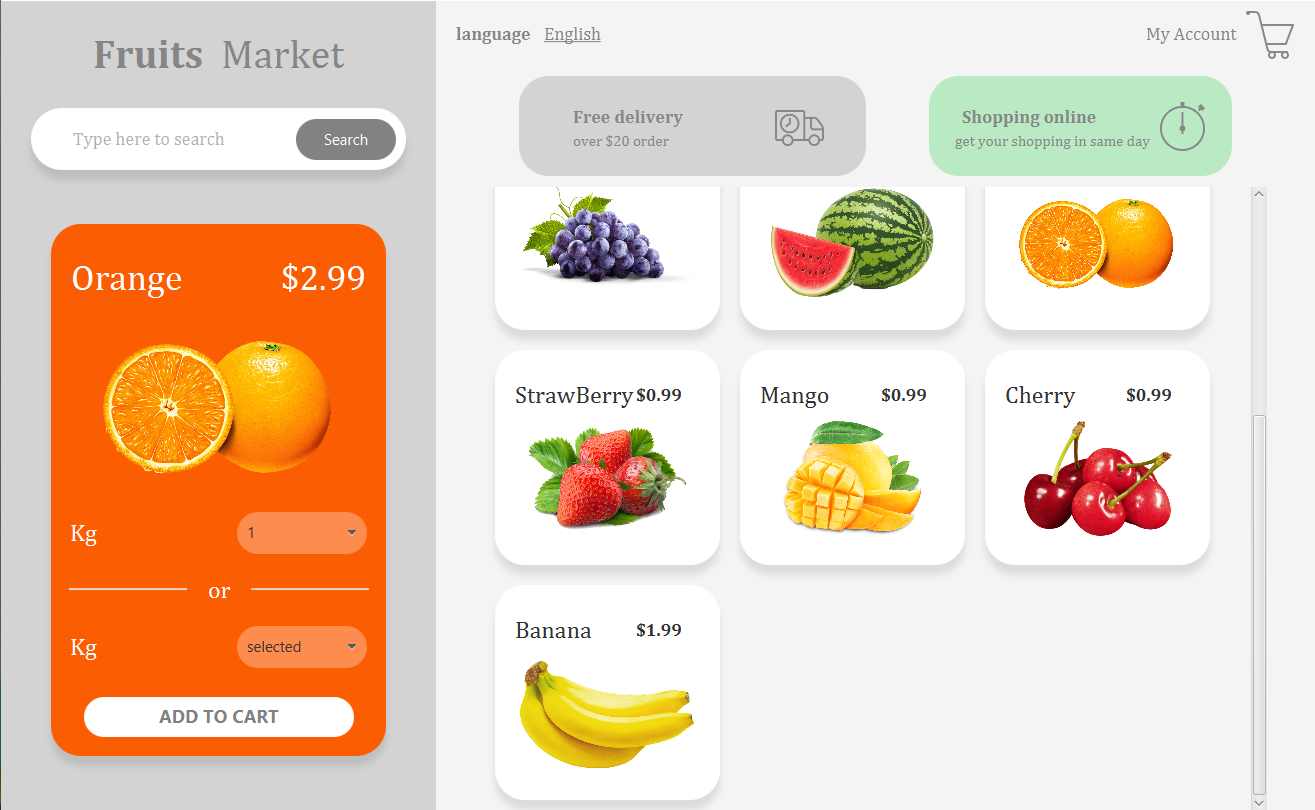 Fruits Market
Type here to search
Search
Orange $2.99
Kg 1
or
Kg selected
ADD TO CART
language English
My Account
Free delivery
over $20 order
Shopping online
get your shopping in same day
StrawBerry $0.99
Mango $0.99
Cherry $0.99
Banana $1.99